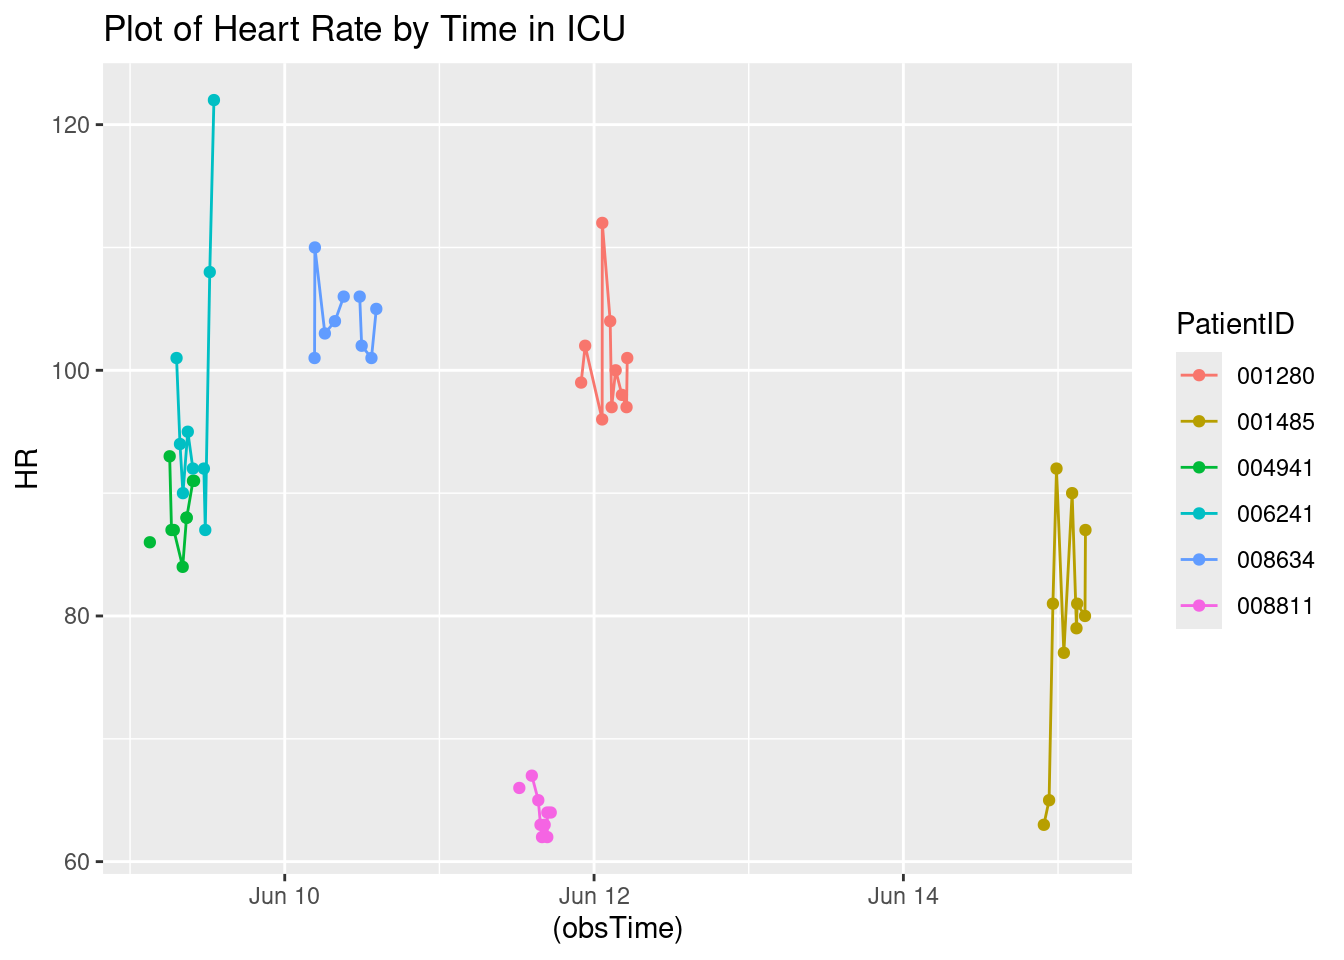 Plot of Heart Rate by Time in ICU
120
100
80
60
HR
Jun 10
Jun 12
Jun 14
(obsTime)
PatientID
001280
001485
004941
006241
008634
008811